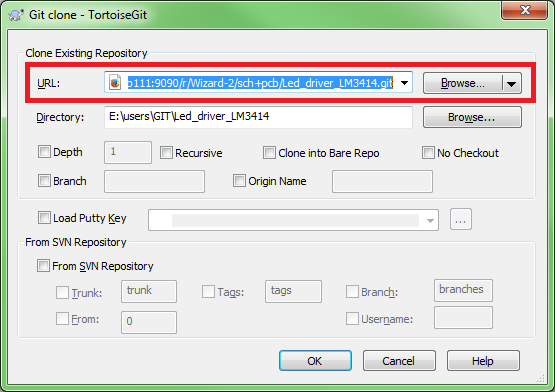 Git clone - TortoiseGit
Clone Existing Repository
URL: p111:9090/r/Wizard-2/sch+pcb/Led_driver_LM3414.git Browse...
Directory: E:\users\GIT\Led_driver_LM3414 Browse...
Depth 1 Recursive Clone into Bare Repo No Checkout
Branch Origin Name
Load Putty Key ...
From SVN Repository
From SVN Repository
Trunk: trunk Tags: tags Branch: branches
From: 0 Username:
OK Cancel Help